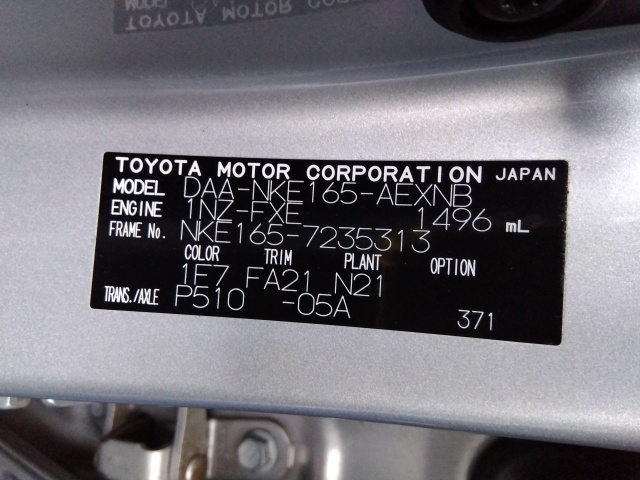 TOYOTA MOTOR CORPORATION JAPAN
MODEL DAA-NKE165-AEXNB
ENGINE 1NZ-FXE 1496 mL
FRAME No. NKE165-7235313
COLOR TRIM PLANT OPTION
1F7 FA21 N21
TRANS./AXLE P510 -05A
371